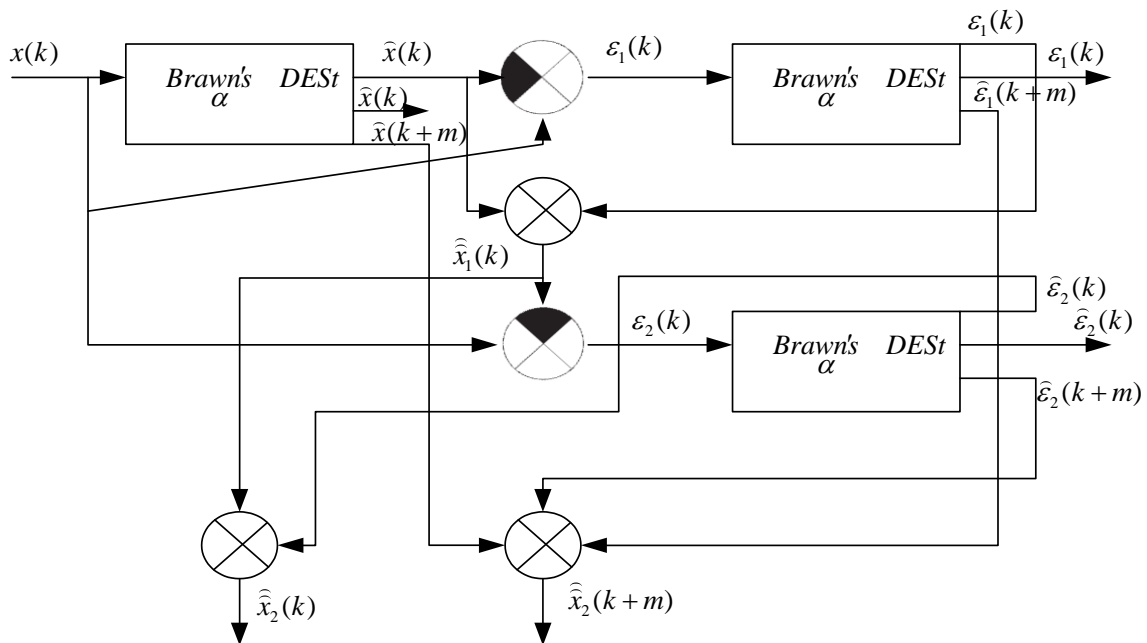 x(k)
Brawn's DESt
α
x̂(k)
x̂(k)
x̂(k + m)
ε₁(k)
Brawn's DESt
α
ε₁(k)
ε₁(k)
ε̂₁(k + m)
x̂̂₁(k)
ε₂(k)
Brawn's DESt
α
ε̂₂(k)
ε̂₂(k)
ε̂₂(k + m)
x̂̂₂(k)
x̂̂₂(k + m)